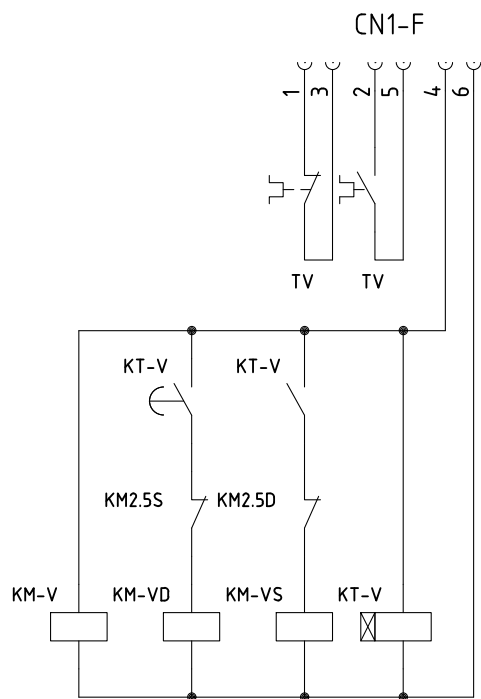 CN1-F
1 3 2 5 4 6
TV TV
KT-V KT-V
KM2.5S KM2.5D
KM-V KM-VD KM-VS KT-V